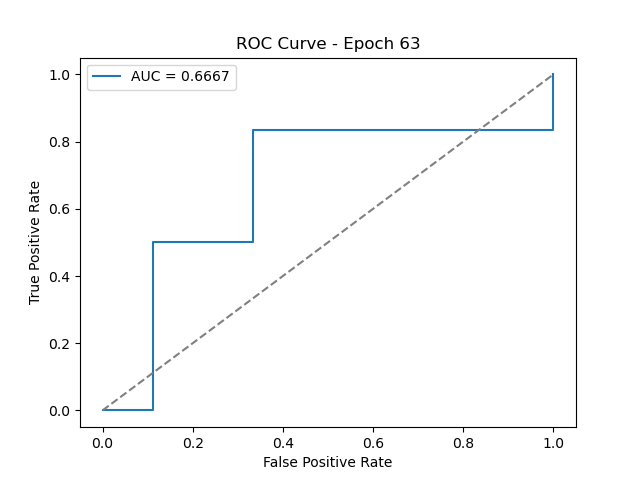 ROC Curve - Epoch 63
AUC = 0.6667
True Positive Rate
1.0
0.8
0.6
0.4
0.2
0.0
0.0 0.2 0.4 0.6 0.8 1.0
False Positive Rate